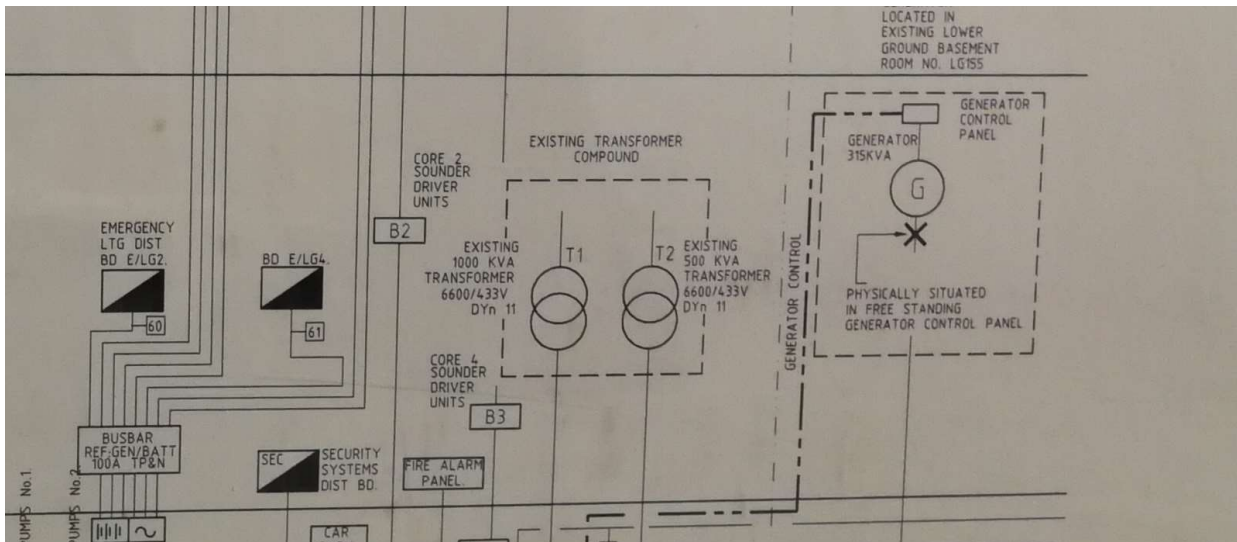 LOCATED IN
EXISTING LOWER
GROUND BASEMENT
ROOM NO. LG155
GENERATOR
CONTROL
PANEL
GENERATOR
315KVA
G
PHYSICALLY SITUATED
IN FREE STANDING
GENERATOR CONTROL PANEL
GENERATOR CONTROL
EXISTING TRANSFORMER
COMPOUND
T1
T2
EXISTING
1000 KVA
TRANSFORMER
6600/433V
DYn 11
EXISTING
500 KVA
TRANSFORMER
6600/433V
DYn 11
CORE 2
SOUNDER
DRIVER
UNITS
B2
CORE 4
SOUNDER
DRIVER
UNITS
B3
EMERGENCY
LTG DIST
BD E/LG2.
60
BD E/LG4.
61
BUSBAR
REF:GEN/BATT
100A TP&N
SEC
SECURITY
SYSTEMS
DIST BD.
FIRE ALARM
PANEL.
PUMPS No.1.
PUMPS No.2.
CAR